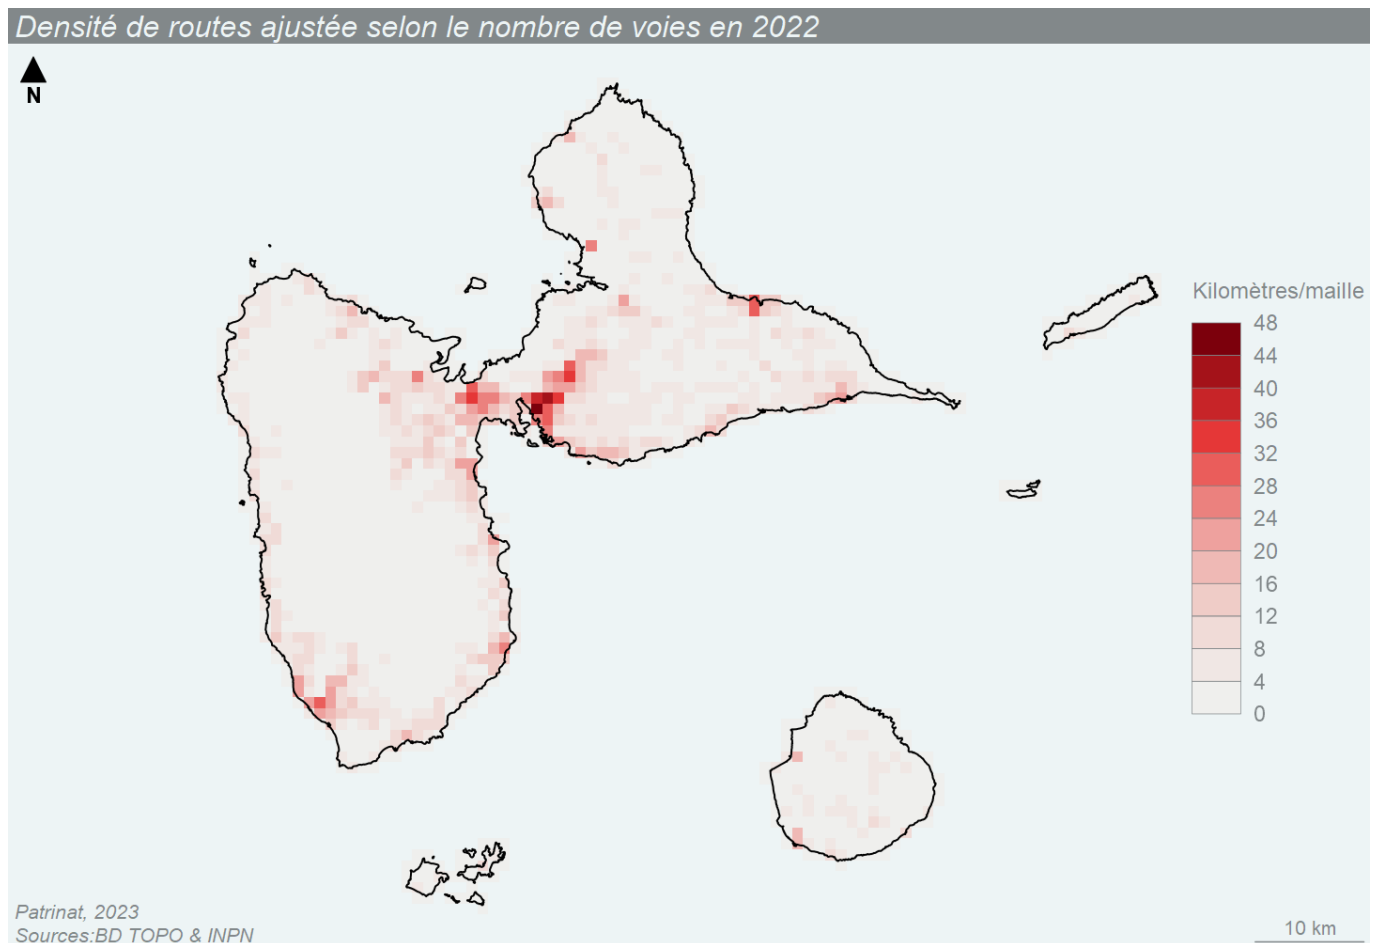 Densité de routes ajustée selon le nombre de voies en 2022
N
Kilomètres/maille
48
44
40
36
32
28
24
20
16
12
8
4
0
Patrinat, 2023
Sources:BD TOPO & INPN
10 km